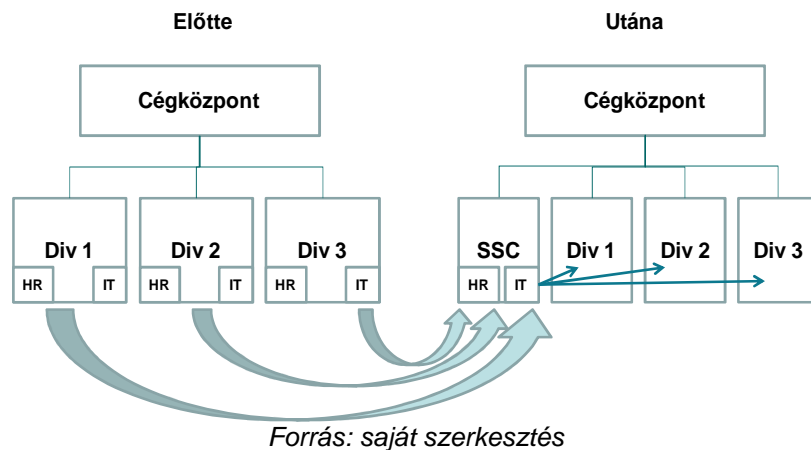 Előtte
Utána
Cégközpont
Cégközpont
Div 1
Div 2
Div 3
HR
IT
HR
IT
HR
IT
SSC
Div 1
Div 2
Div 3
HR
IT
Forrás: saját szerkesztés